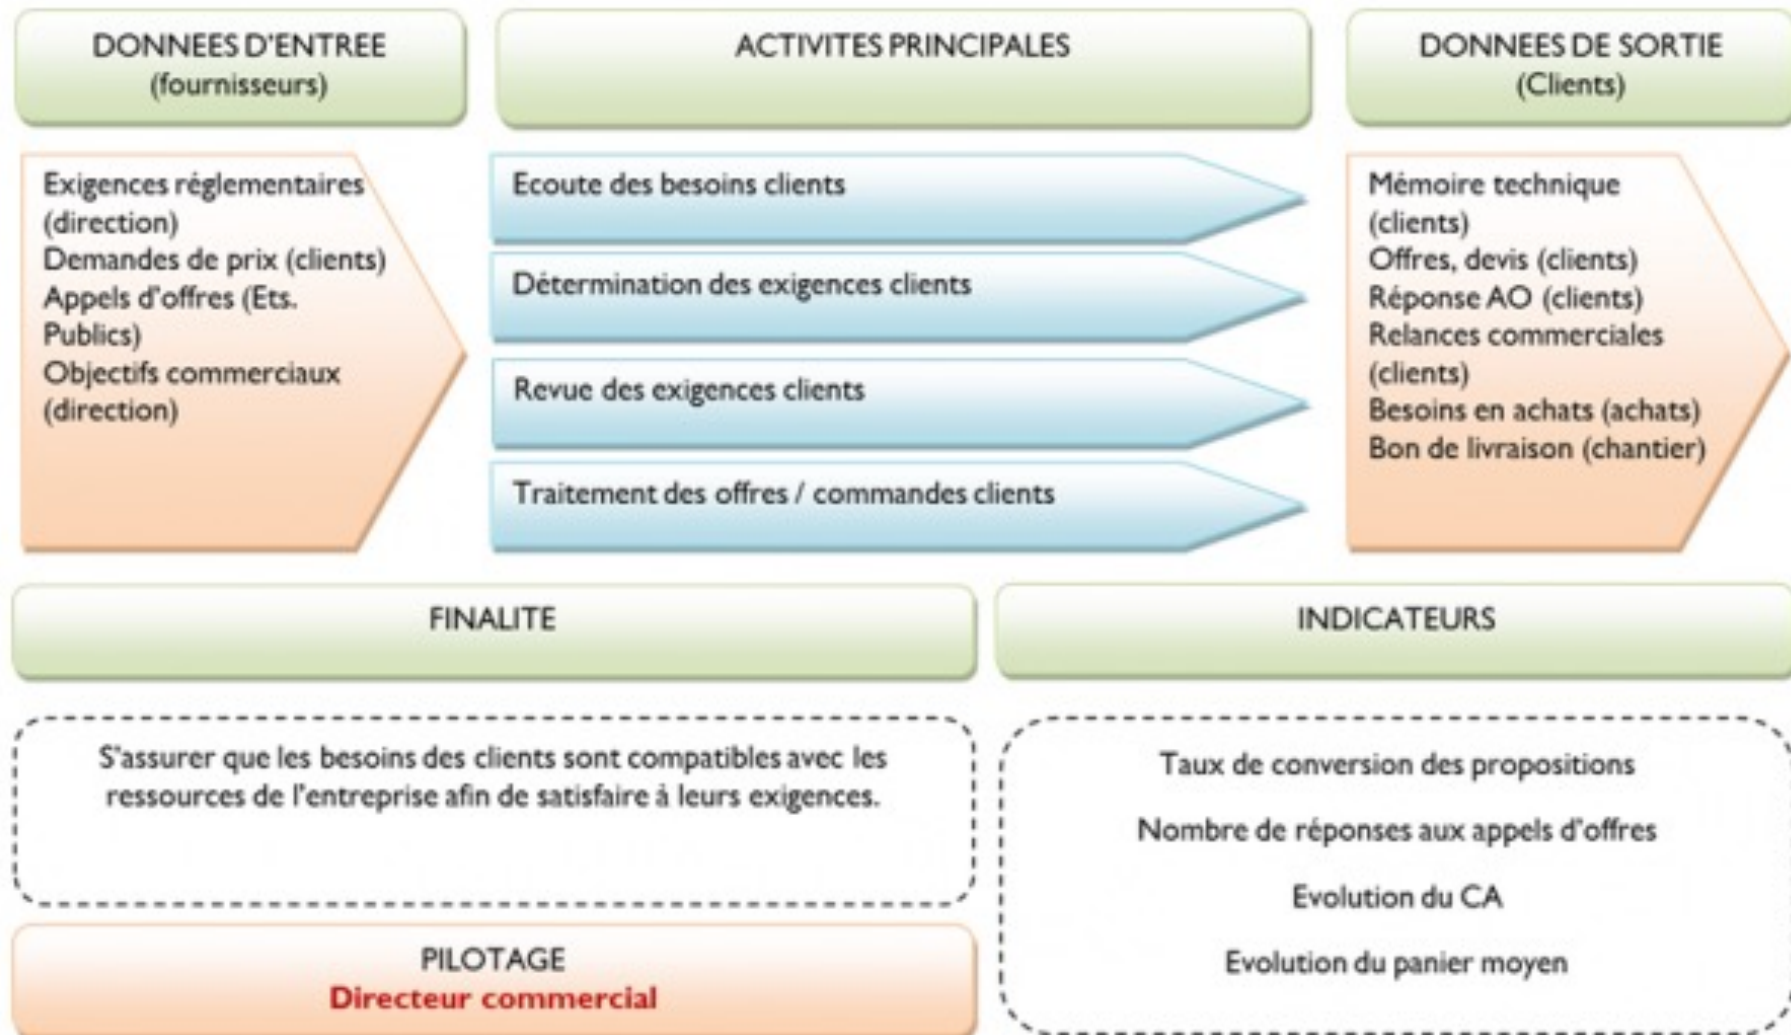 DONNEES D'ENTREE
(fournisseurs)
ACTIVITES PRINCIPALES
DONNEES DE SORTIE
(Clients)
Exigences réglementaires
(direction)
Demandes de prix (clients)
Appels d'offres (Ets.
Publics)
Objectifs commerciaux
(direction)
Ecoute des besoins clients
Détermination des exigences clients
Revue des exigences clients
Traitement des offres / commandes clients
Mémoire technique
(clients)
Offres, devis (clients)
Réponse AO (clients)
Relances commerciales
(clients)
Besoins en achats (achats)
Bon de livraison (chantier)
FINALITE
S'assurer que les besoins des clients sont compatibles avec les
ressources de l'entreprise afin de satisfaire à leurs exigences.
PILOTAGE
Directeur commercial
INDICATEURS
Taux de conversion des propositions
Nombre de réponses aux appels d'offres
Evolution du CA
Evolution du panier moyen